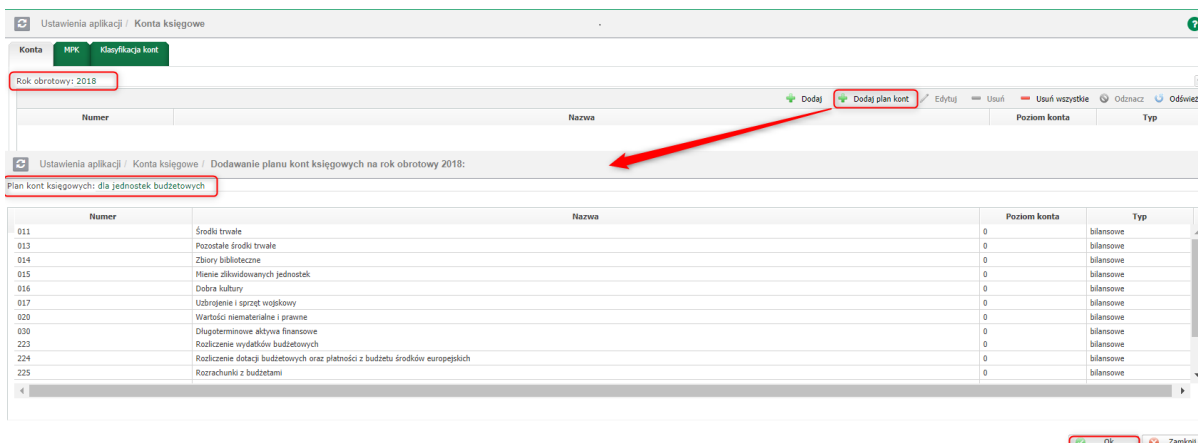 Ustawienia aplikacji / Konta księgowe
Konta MPK Klasyfikacja kont
Rok obrotowy: 2018
Dodaj Dodaj plan kont Edytuj Usuń Usuń wszystkie Odznacz Odśwież
Numer Nazwa Poziom konta Typ
Ustawienia aplikacji / Konta księgowe / Dodawanie planu kont księgowych na rok obrotowy 2018:
Plan kont księgowych: dla jednostek budżetowych
Numer Nazwa Poziom konta Typ
011 Środki trwałe 0 bilansowe
013 Pozostałe środki trwałe 0 bilansowe
014 Zbiory biblioteczne 0 bilansowe
015 Mienie zlikwidowanych jednostek 0 bilansowe
016 Dobra kultury 0 bilansowe
017 Uzbrojenie i sprzęt wojskowy 0 bilansowe
020 Wartości niematerialne i prawne 0 bilansowe
030 Długoterminowe aktywa finansowe 0 bilansowe
223 Rozliczenie wydatków budżetowych 0 bilansowe
224 Rozliczenie dotacji budżetowych oraz płatności z budżetu środków europejskich 0 bilansowe
225 Rozrachunki z budżetami 0 bilansowe
Ok Zamknij